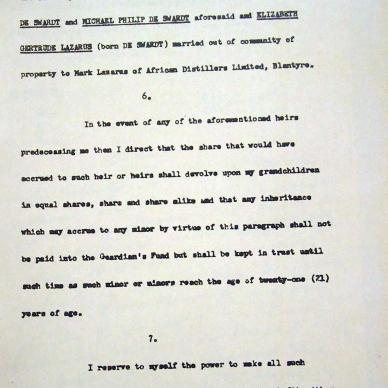 DE SWARDT and MICHAEL PHILIP DE SWARDT aforesaid and ELIZABETH
GERTRUDE LAZARUS (born DE SWARDT) married out of community of
property to Mark Lazarus of African Distillers Limited, Blantyre.
6.
In the event of any of the aforementioned heirs
predeceasing me then I direct that the share that would have
accrued to such heir or heirs shall devolve upon my grandchildren
in equal shares, share and share alike and that any inheritance
which may accrue to any minor by virtue of this paragraph shall not
be paid into the Guardian's Fund but shall be kept in trust until
such time as such minor or minors reach the age of twenty-one (21)
years of age.
7.
I reserve to myself the power to make all such